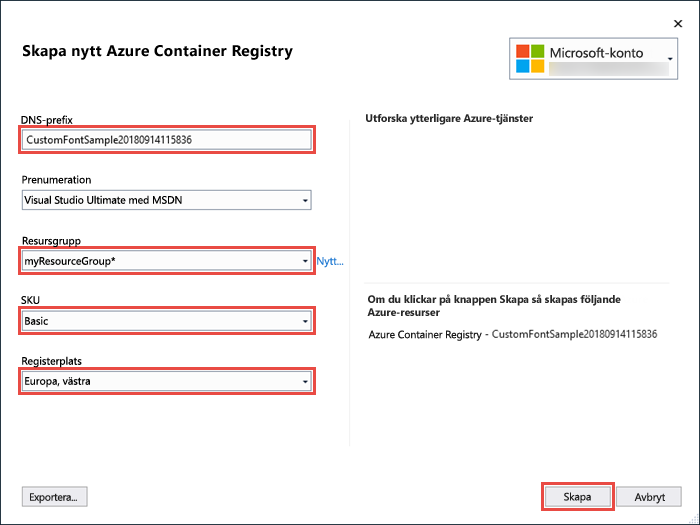 Skapa nytt Azure Container Registry
Microsoft-konto
DNS-prefix
CustomFontSample20180914115836
Prenumeration
Visual Studio Ultimate med MSDN
Resursgrupp
myResourceGroup*
Nytt...
SKU
Basic
Registerplats
Europa, västra
Utforska ytterligare Azure-tjänster
Om du klickar på knappen Skapa så skapas följande
Azure-resurser
Azure Container Registry - CustomFontSample20180914115836
Exportera...
Skapa
Avbryt